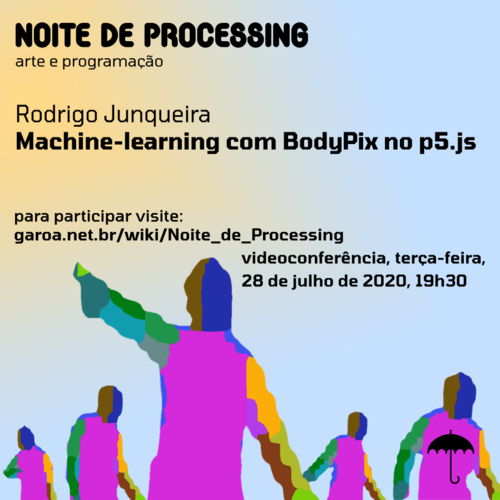 NOITE DE PROCESSING
arte e programação
Rodrigo Junqueira
Machine-learning com BodyPix no p5.js
para participar visite:
garoa.net.br/wiki/Noite_de_Processing
videoconferência, terça-feira,
28 de julho de 2020, 19h30